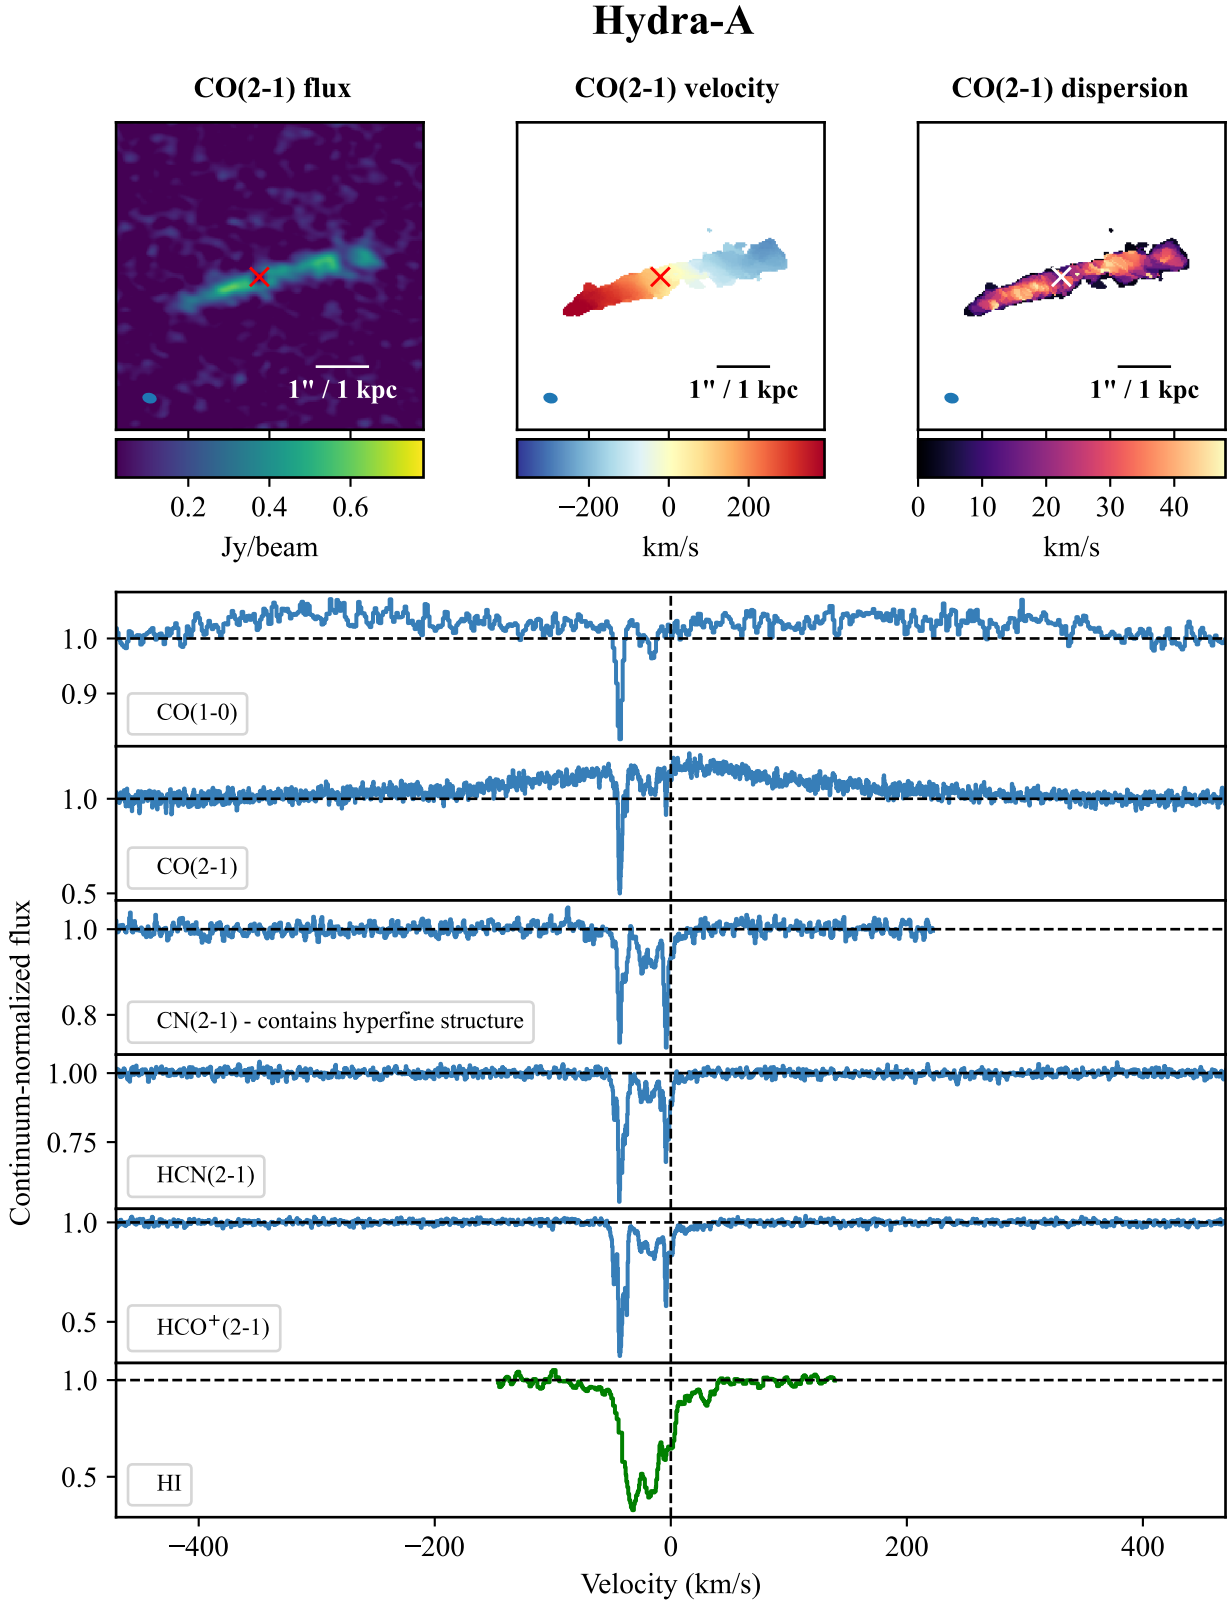 Hydra-A
CO(2-1) flux
CO(2-1) velocity
CO(2-1) dispersion
1" / 1 kpc
1" / 1 kpc
1" / 1 kpc
0.2 0.4 0.6
−200 0 200
0 10 20 30 40
Jy/beam
km/s
km/s
Continuum-normalized flux
1.0
0.9
CO(1-0)
1.0
0.5
CO(2-1)
1.0
0.8
CN(2-1) - contains hyperfine structure
1.00
0.75
HCN(2-1)
1.0
0.5
HCO⁺(2-1)
1.0
0.5
HI
−400 −200 0 200 400
Velocity (km/s)